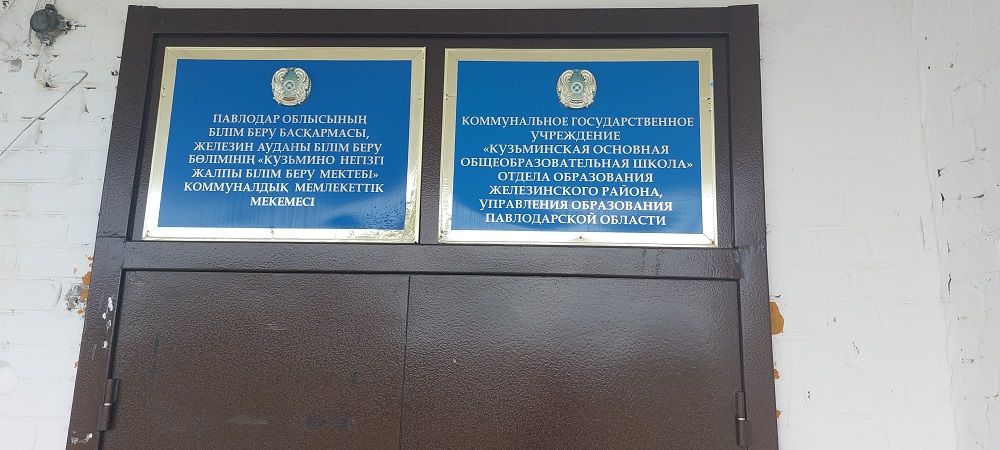 ПАВЛОДАР ОБЛЫСЫНЫҢ
БІЛІМ БЕРУ БАСҚАРМАСЫ,
ЖЕЛЕЗИН АУДАНЫ БІЛІМ БЕРУ
БӨЛІМІНІҢ «КУЗЬМИНО НЕГІЗГІ
ЖАЛПЫ БІЛІМ БЕРУ МЕКТЕБІ»
КОММУНАЛДЫҚ МЕМЛЕКЕТТІК
МЕКЕМЕСІ
КОММУНАЛЬНОЕ ГОСУДАРСТВЕННОЕ
УЧРЕЖДЕНИЕ
«КУЗЬМИНСКАЯ ОСНОВНАЯ
ОБЩЕОБРАЗОВАТЕЛЬНАЯ ШКОЛА»
ОТДЕЛА ОБРАЗОВАНИЯ
ЖЕЛЕЗИНСКОГО РАЙОНА,
УПРАВЛЕНИЯ ОБРАЗОВАНИЯ
ПАВЛОДАРСКОЙ ОБЛАСТИ